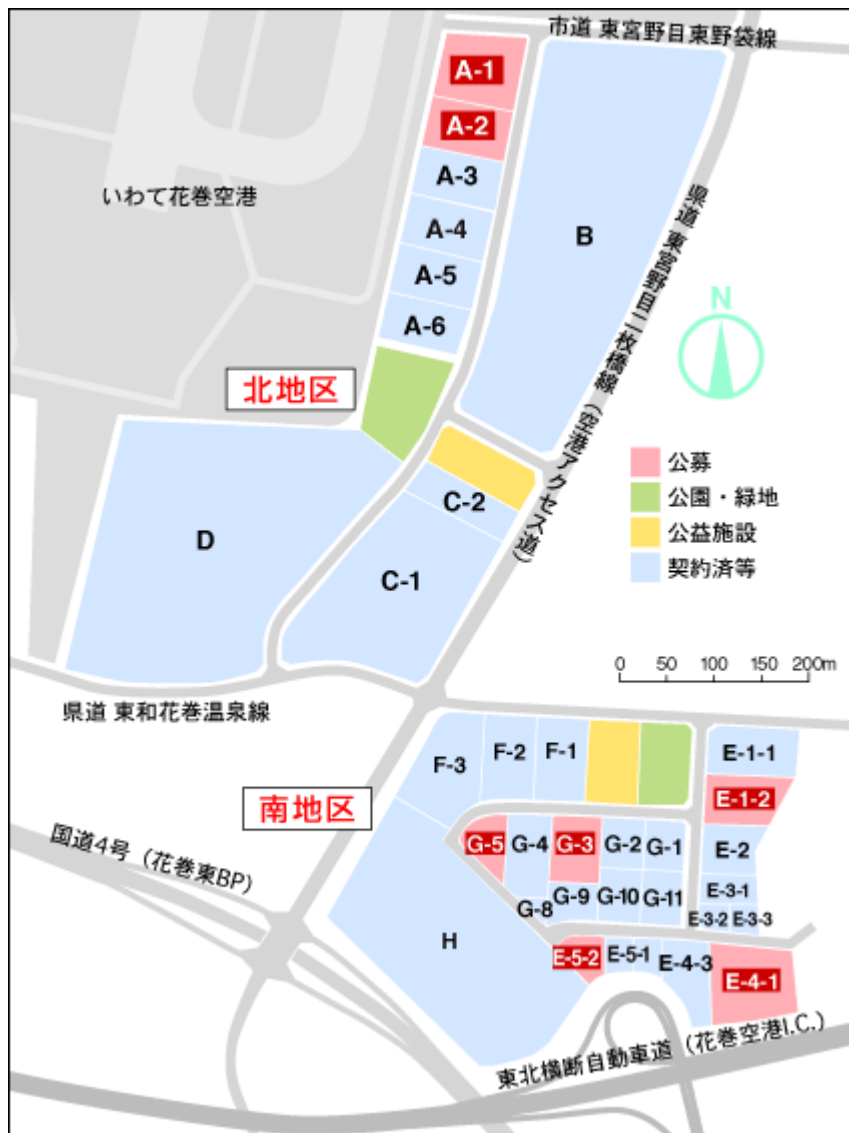 市道 東宮野目東野袋線
A-1
A-2
A-3
A-4
A-5
A-6
B
いわて花巻空港
県道 東宮野目二枚橋線（空港アクセス道）
N
北地区
公募
公園・緑地
公益施設
契約済等
C-2
C-1
D
0 50 100 150 200m
県道 東和花巻温泉線
F-3
F-2
F-1
E-1-1
E-1-2
南地区
国道4号（花巻東BP）
G-5
G-4
G-3
G-2
G-1
E-2
G-8
G-9
G-10
G-11
E-3-1
E-3-2
E-3-3
H
E-5-2
E-5-1
E-4-3
E-4-1
東北横断自動車道（花巻空港I.C.）